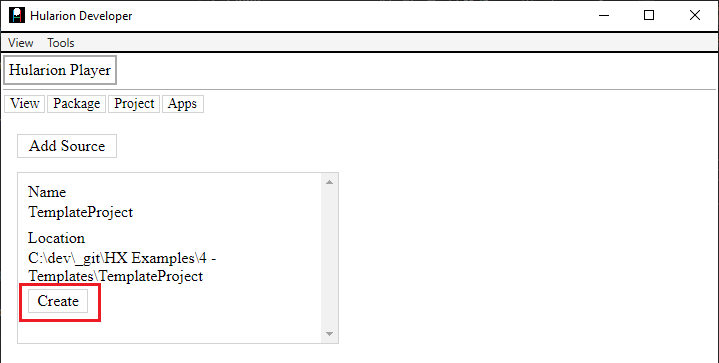 Hularion Developer
View Tools
Hularion Player
View Package Project Apps
Add Source
Name
TemplateProject
Location
C:\dev\_git\HX Examples\4 -
Templates\TemplateProject
Create